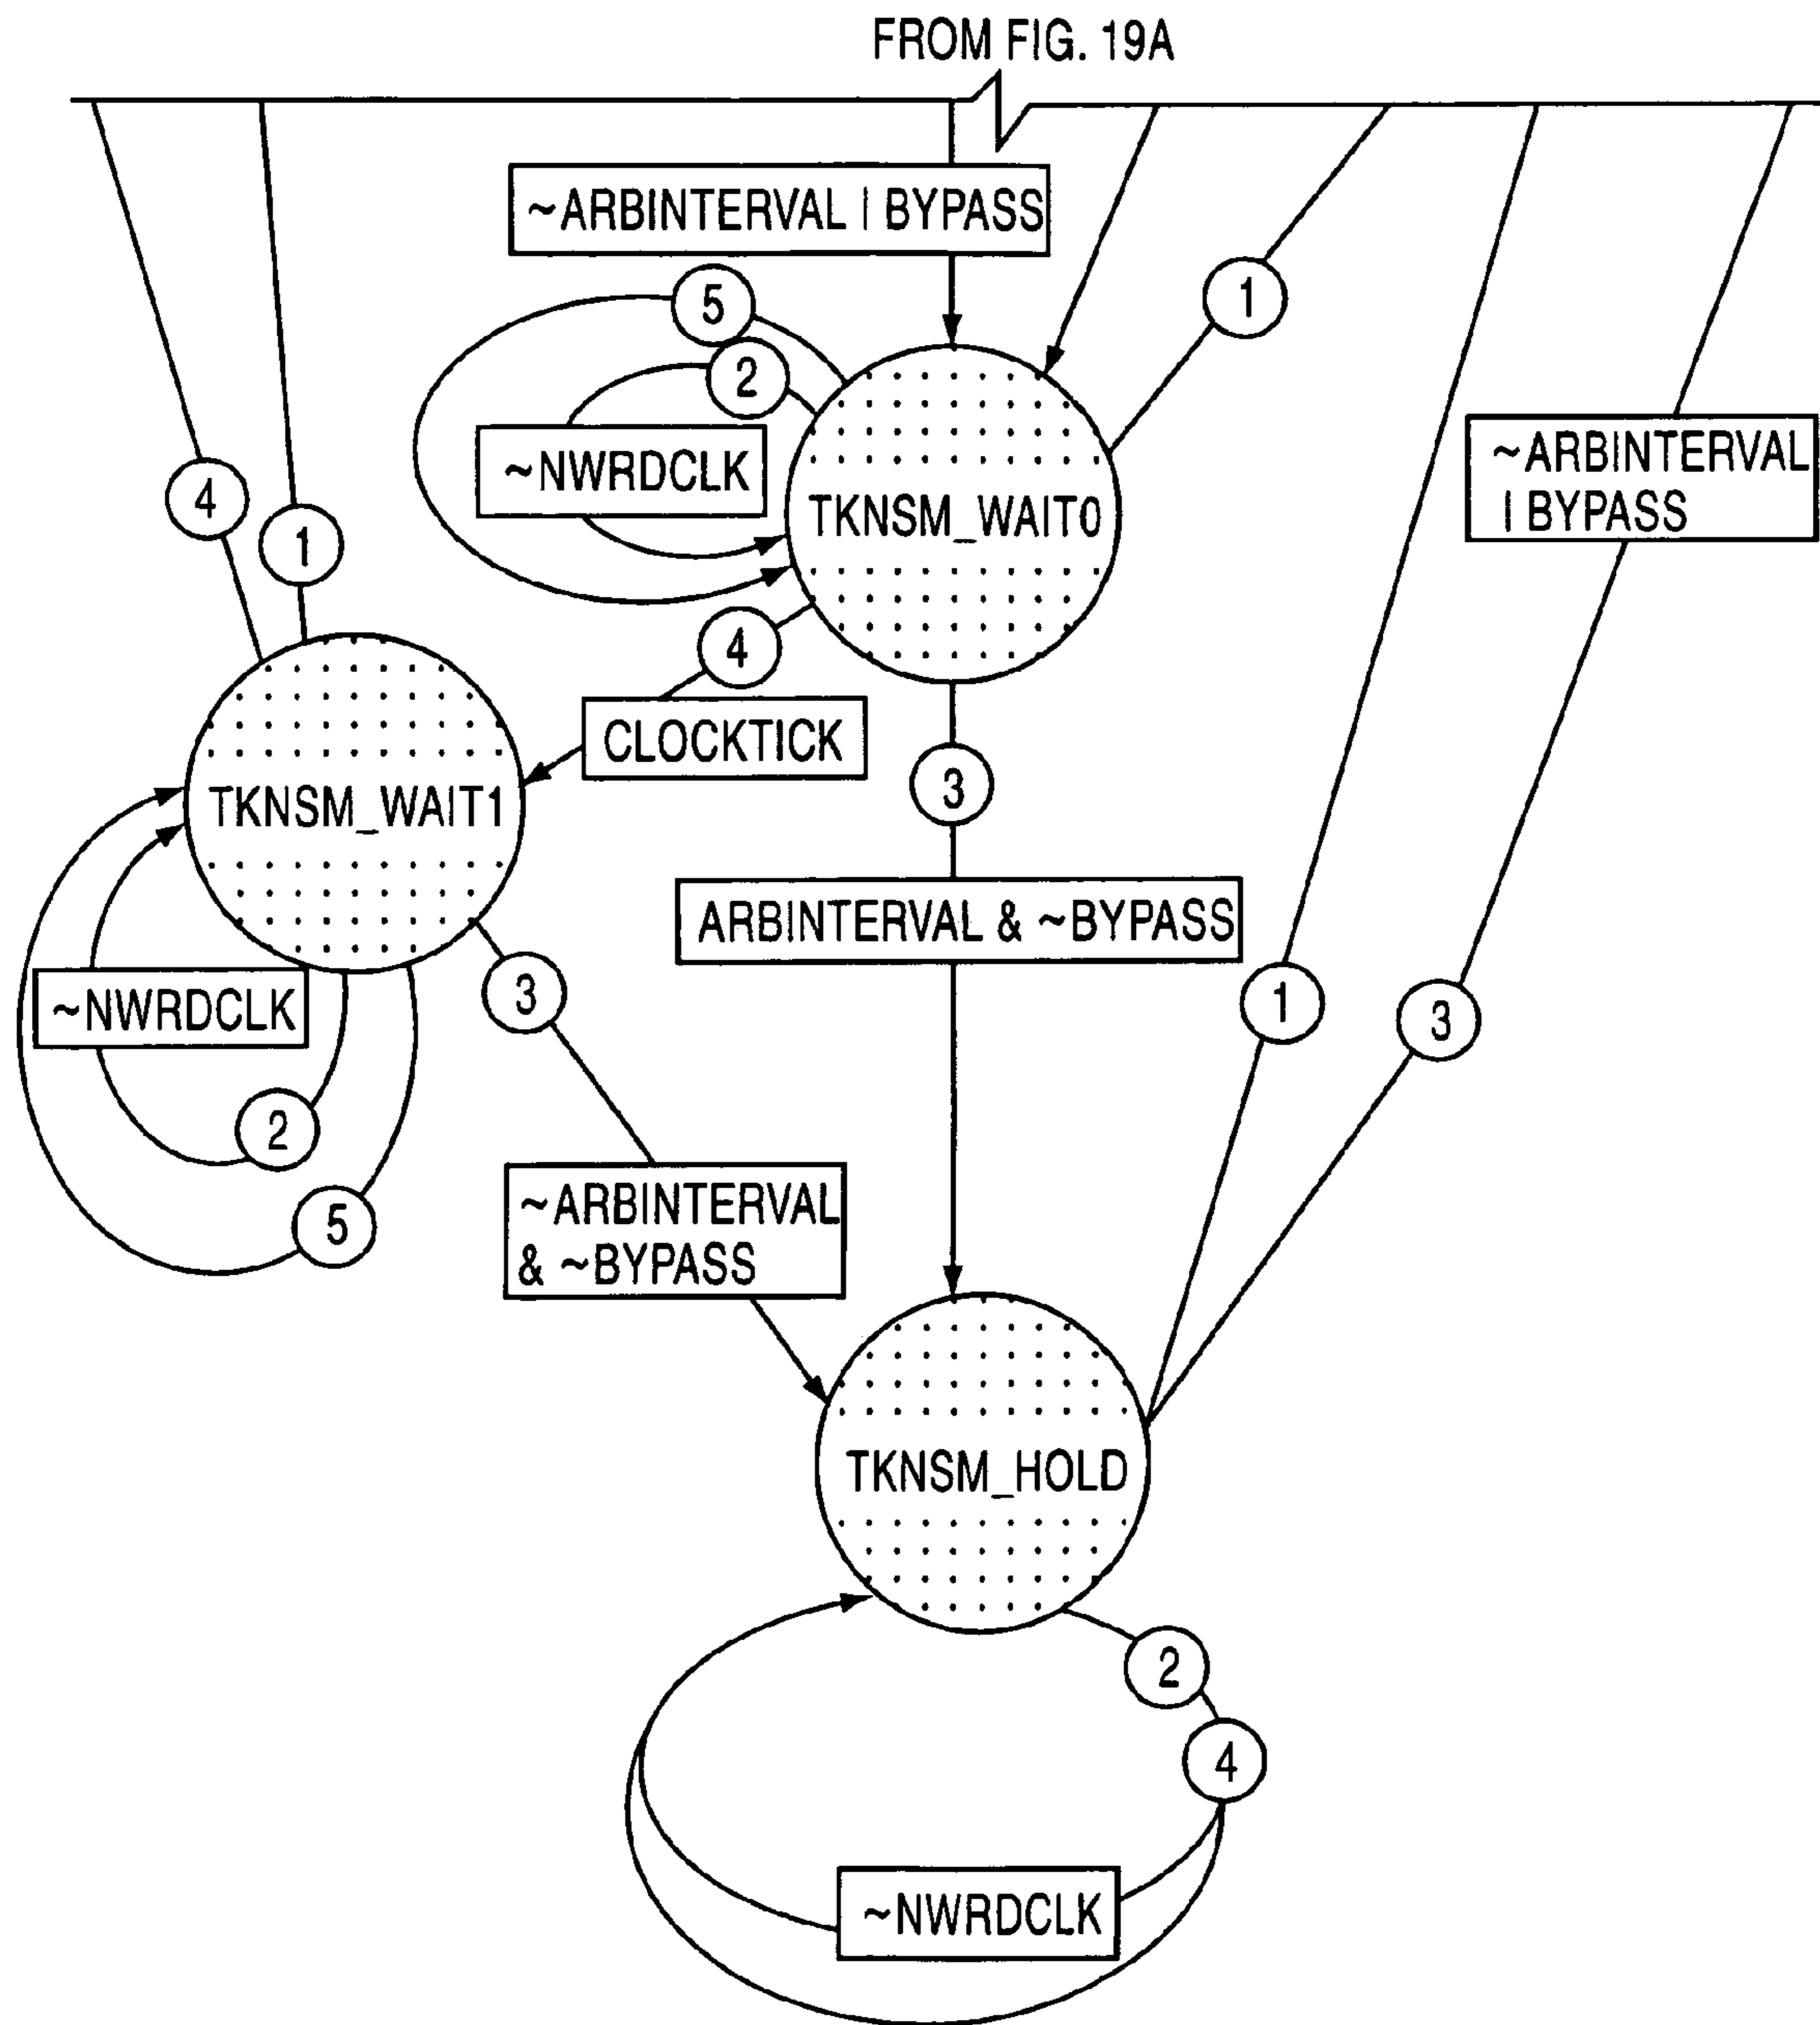 FROM FIG. 19A
~ARBINTERVAL | BYPASS
5
1
2
~ARBINTERVAL
| BYPASS
~NWRDCLK
4
TKNSM_WAIT0
1
4
CLOCKTICK
3
TKNSM_WAIT1
ARBINTERVAL & ~BYPASS
3
1
3
~NWRDCLK
2
~ARBINTERVAL
& ~BYPASS
5
TKNSM_HOLD
2
4
~NWRDCLK